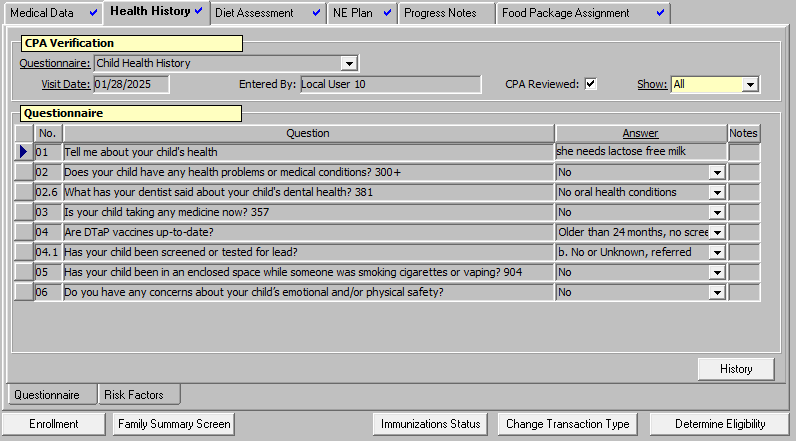 Medical Data Health History Diet Assessment NE Plan Progress Notes Food Package Assignment
CPA Verification
Questionnaire: Child Health History
Visit Date: 01/28/2025 Entered By: Local User 10 CPA Reviewed: Show: All
Questionnaire
No. Question Answer Notes
01 Tell me about your child's health she needs lactose free milk
02 Does your child have any health problems or medical conditions? 300+ No
02.6 What has your dentist said about your child's dental health? 381 No oral health conditions
03 Is your child taking any medicine now? 357 No
04 Are DTaP vaccines up-to-date? Older than 24 months, no scree
04.1 Has your child been screened or tested for lead? b. No or Unknown, referred
05 Has your child been in an enclosed space while someone was smoking cigarettes or vaping? 904 No
06 Do you have any concerns about your child's emotional and/or physical safety? No
History
Questionnaire Risk Factors
Enrollment Family Summary Screen Immunizations Status Change Transaction Type Determine Eligibility